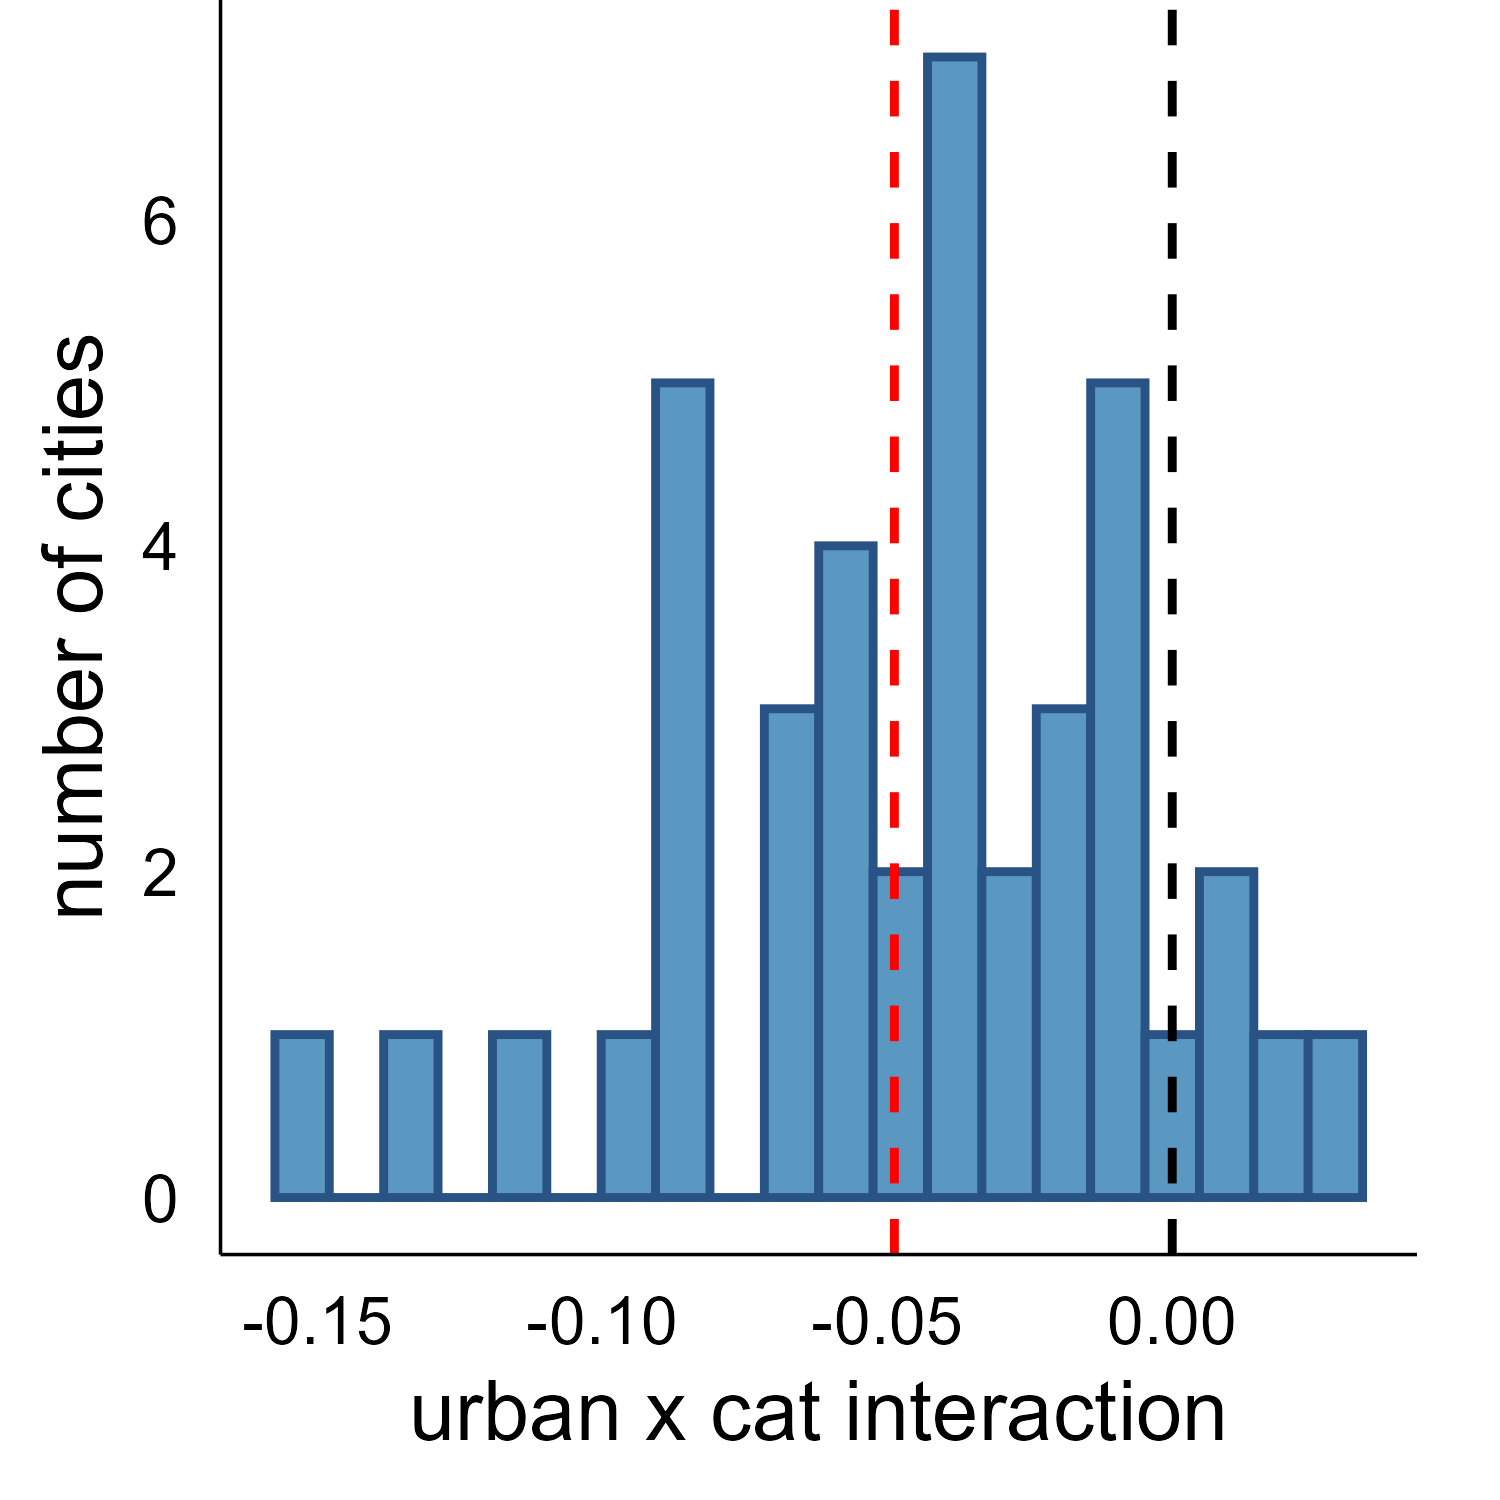 number of cities
6
4
2
0
-0.15 -0.10 -0.05 0.00
urban x cat interaction